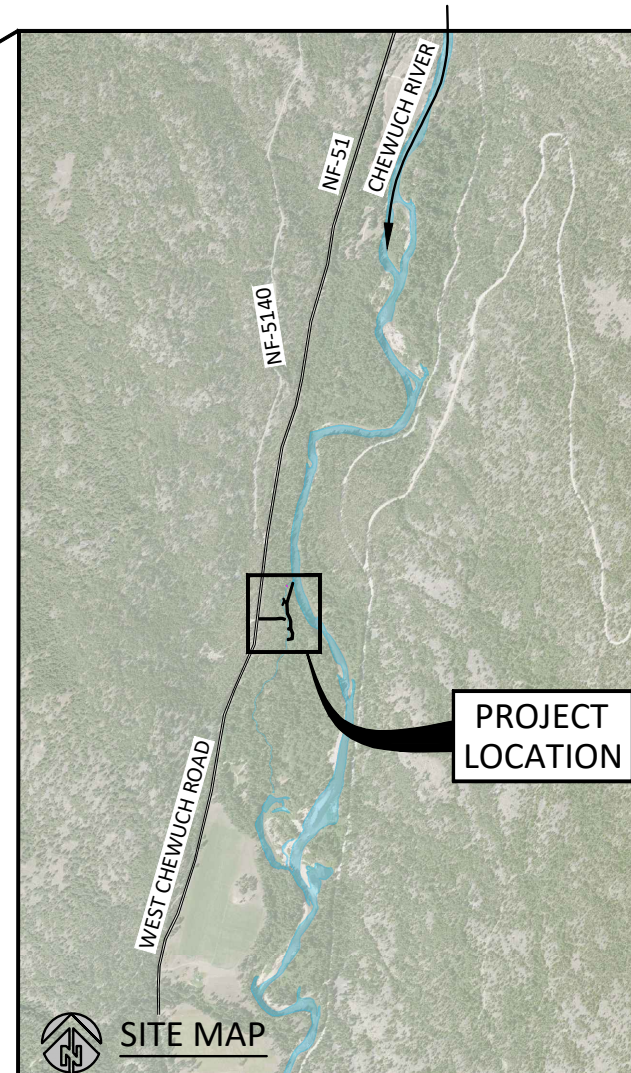 NF-51
CHEWUCH RIVER
NF-5140
PROJECT
LOCATION
WEST CHEWUCH ROAD
N
SITE MAP